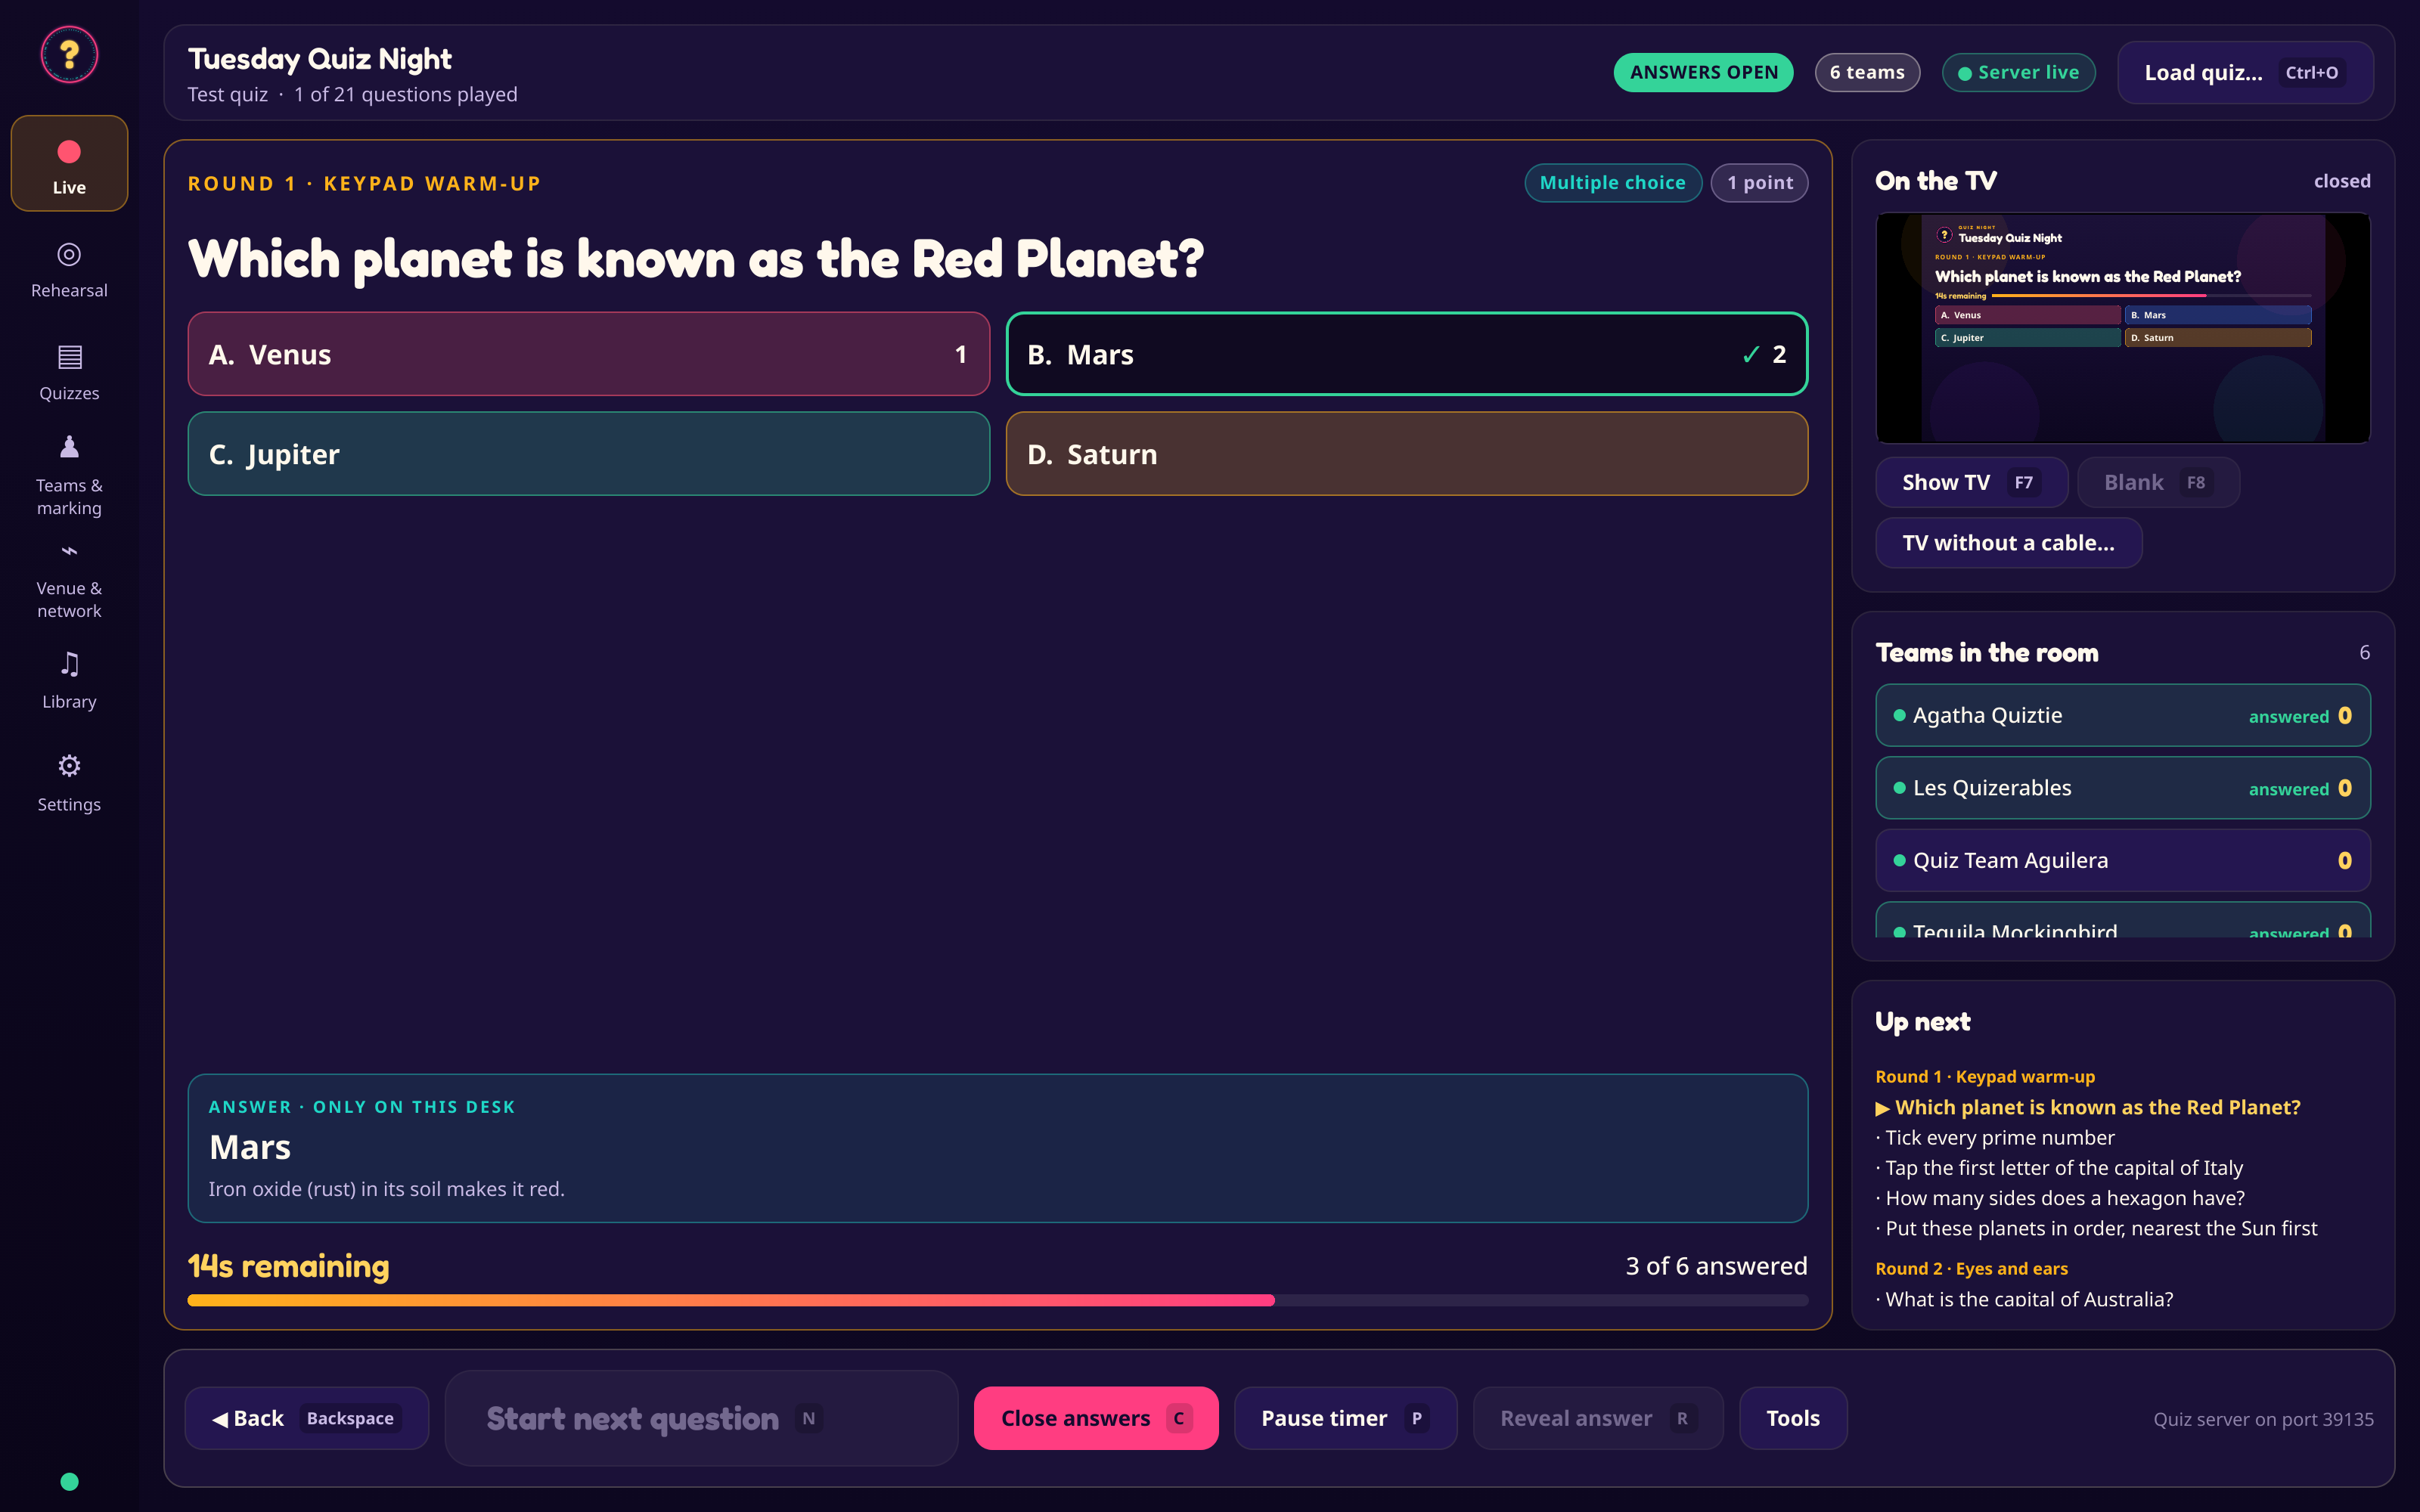 ?
Live
Rehearsal
Quizzes
Teams &
marking
Venue &
network
Library
Settings
Tuesday Quiz Night
Test quiz · 1 of 21 questions played
ANSWERS OPEN
6 teams
Server live
Load quiz... Ctrl+O
ROUND 1 · KEYPAD WARM-UP
Multiple choice
1 point
Which planet is known as the Red Planet?
A. Venus 1
B. Mars ✓ 2
C. Jupiter
D. Saturn
ANSWER · ONLY ON THIS DESK
Mars
Iron oxide (rust) in its soil makes it red.
14s remaining
3 of 6 answered
On the TV
closed
?
QUIZ NIGHT
Tuesday Quiz Night
ROUND 1 · KEYPAD WARM-UP
Which planet is known as the Red Planet?
14s remaining
A. Venus
B. Mars
C. Jupiter
D. Saturn
Show TV F7
Blank F8
TV without a cable...
Teams in the room
6
Agatha Quiztie answered 0
Les Quizerables answered 0
Quiz Team Aguilera 0
Tequila Mockingbird answered 0
Up next
Round 1 · Keypad warm-up
▶ Which planet is known as the Red Planet?
· Tick every prime number
· Tap the first letter of the capital of Italy
· How many sides does a hexagon have?
· Put these planets in order, nearest the Sun first
Round 2 · Eyes and ears
· What is the capital of Australia?
◀ Back Backspace
Start next question N
Close answers C
Pause timer P
Reveal answer R
Tools
Quiz server on port 39135